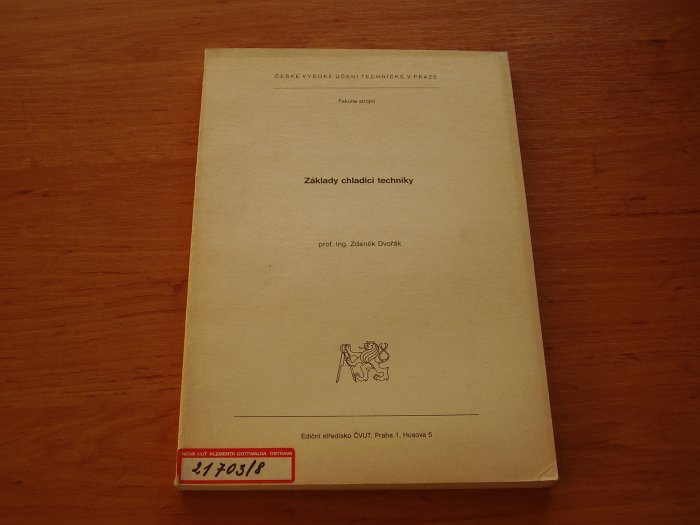 ČESKÉ VYSOKÉ UČENÍ TECHNICKÉ V PRAZE
Fakulta strojní
Základy chladicí techniky
prof. Ing. Zdeněk Dvořák
Ediční středisko ČVUT, Praha 1, Husova 5
NOVÁ HUŤ KLEMENTA GOTTWALDA OSTRAVA
21703/8